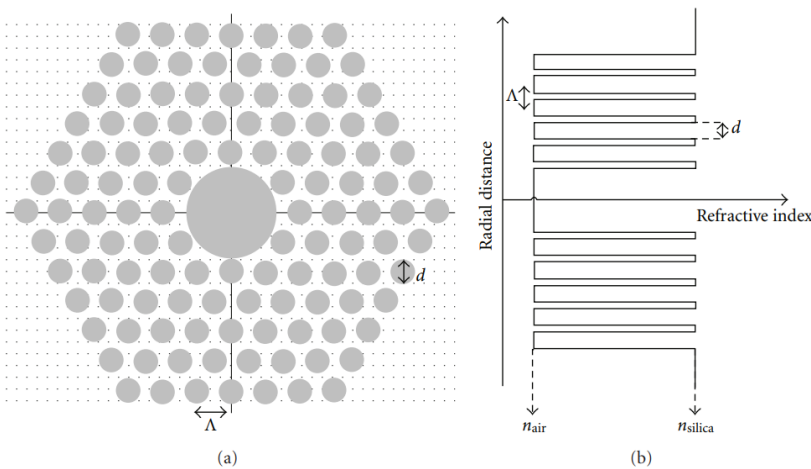 d
Λ
(a)
Radial distance
Λ
d
Refractive index
n_air
n_silica
(b)